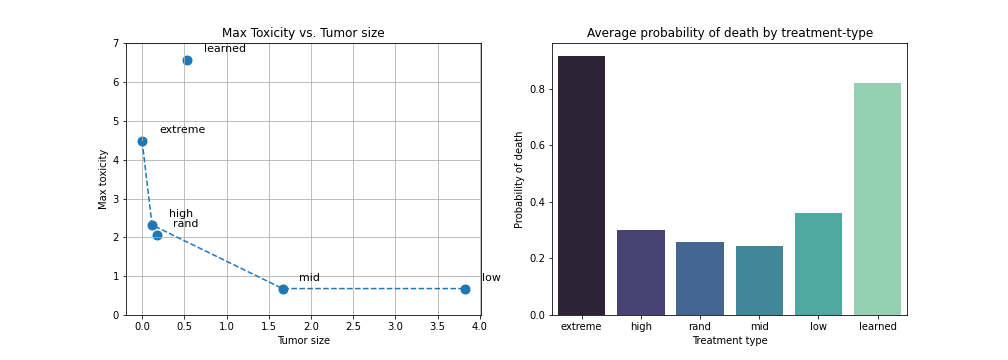 Max Toxicity vs. Tumor size
Max toxicity
7
6
5
4
3
2
1
0
learned
extreme
high
rand
mid
low
0.0 0.5 1.0 1.5 2.0 2.5 3.0 3.5 4.0
Tumor size
Average probability of death by treatment-type
Probability of death
0.8
0.6
0.4
0.2
0.0
extreme high rand mid low learned
Treatment type